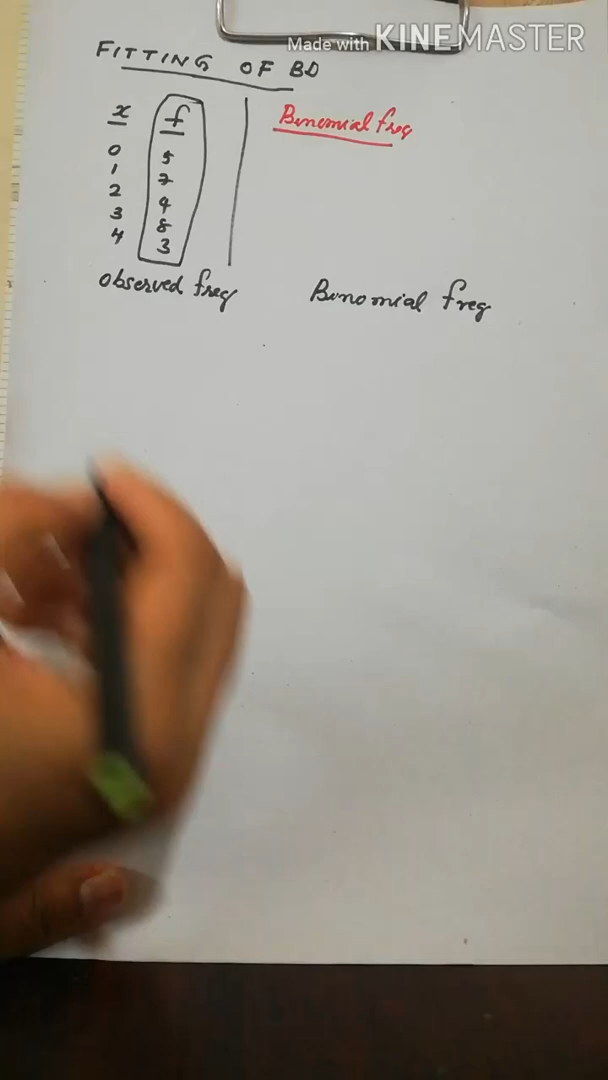 Made with KINEMASTER
FITTING OF BD
x f Binomial freq
0 5
1 7
2 9
3 8
4 3
observed freq Binomial freq